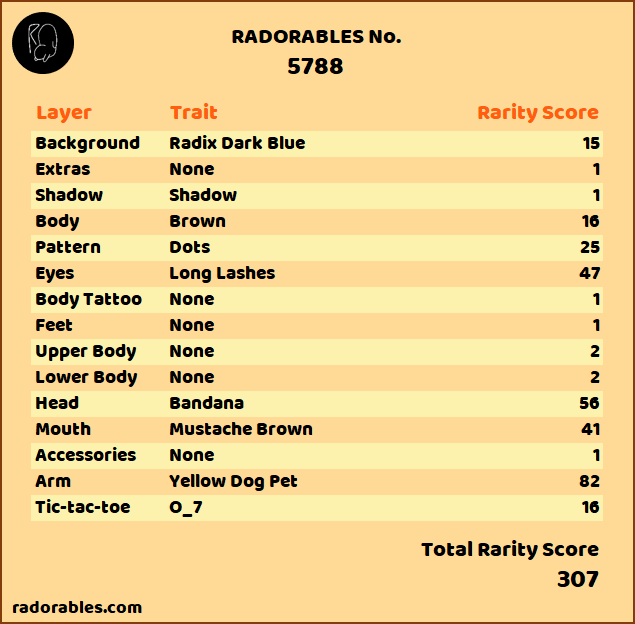 RADORABLES No.
5788
Layer Trait Rarity Score
Background Radix Dark Blue 15
Extras None 1
Shadow Shadow 1
Body Brown 16
Pattern Dots 25
Eyes Long Lashes 47
Body Tattoo None 1
Feet None 1
Upper Body None 2
Lower Body None 2
Head Bandana 56
Mouth Mustache Brown 41
Accessories None 1
Arm Yellow Dog Pet 82
Tic-tac-toe O_7 16
Total Rarity Score
307
radorables.com